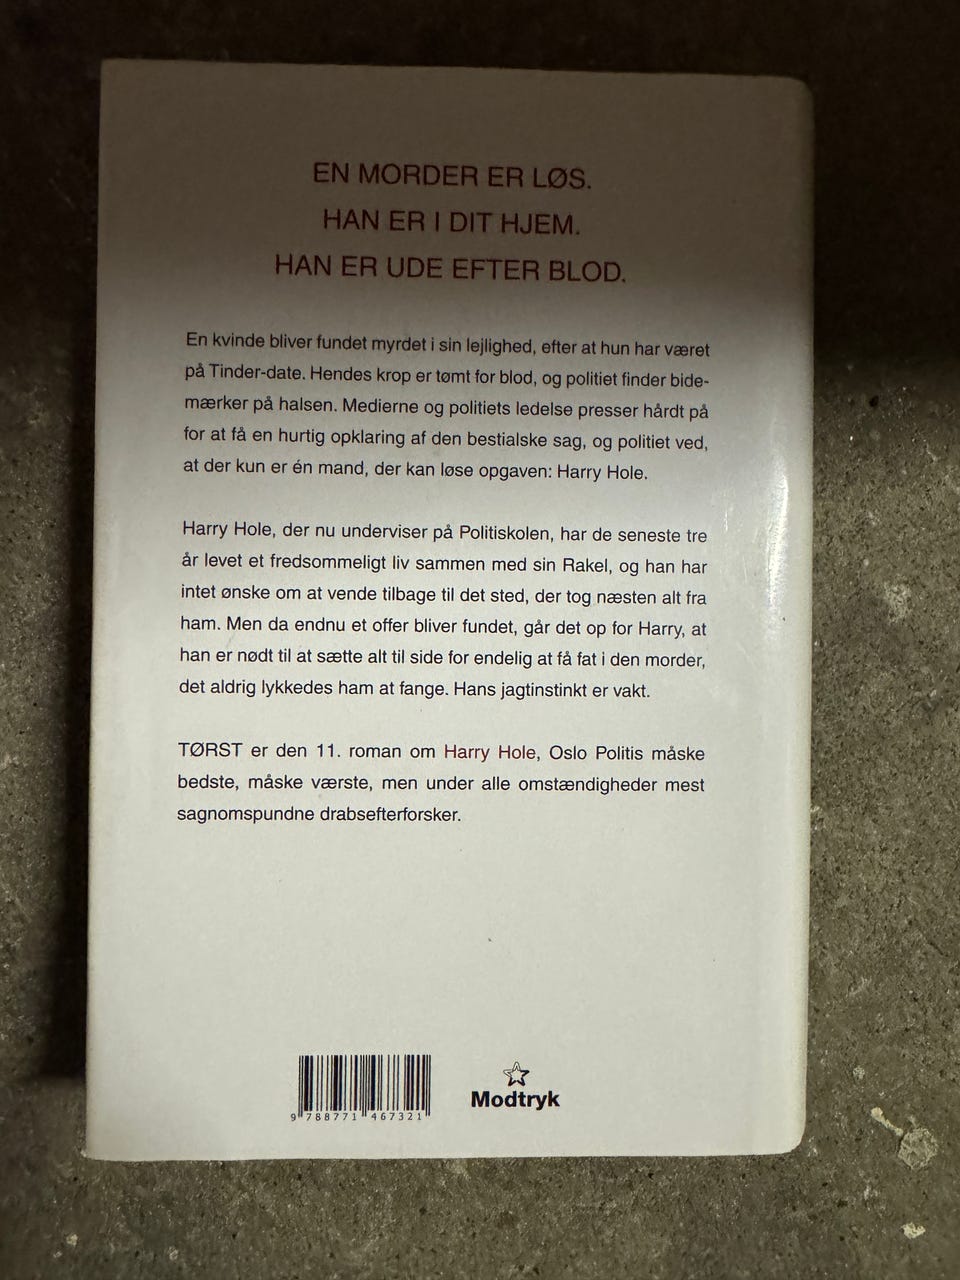 EN MORDER ER LØS.
HAN ER I DIT HJEM.
HAN ER UDE EFTER BLOD.
En kvinde bliver fundet myrdet i sin lejlighed, efter at hun har været
på Tinder-date. Hendes krop er tømt for blod, og politiet finder bide-
mærker på halsen. Medierne og politiets ledelse presser hårdt på
for at få en hurtig opklaring af den bestialske sag, og politiet ved,
at der kun er én mand, der kan løse opgaven: Harry Hole.
Harry Hole, der nu underviser på Politiskolen, har de seneste tre
år levet et fredsommeligt liv sammen med sin Rakel, og han har
intet ønske om at vende tilbage til det sted, der tog næsten alt fra
ham. Men da endnu et offer bliver fundet, går det op for Harry, at
han er nødt til at sætte alt til side for endelig at få fat i den morder,
det aldrig lykkedes ham at fange. Hans jagtinstinkt er vakt.
TØRST er den 11. roman om Harry Hole, Oslo Politis måske
bedste, måske værste, men under alle omstændigheder mest
sagnomspundne drabsefterforsker.
9 788771 467321
Modtryk